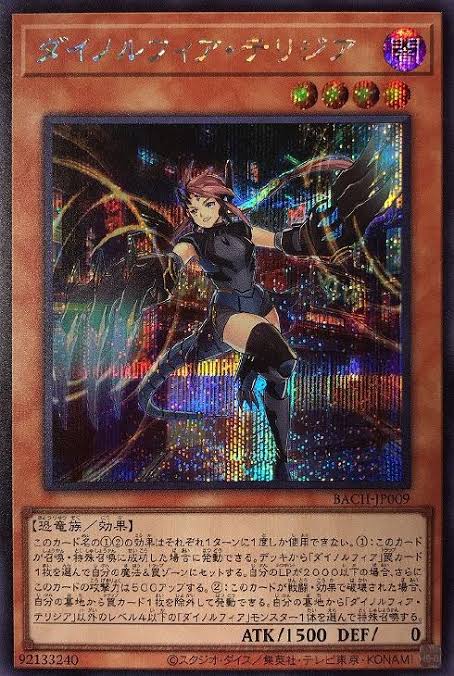 ダイノルフィア・テリジア
闇
BACH-JP009
【恐竜族/効果】
このカード名の①②の効果はそれぞれ1ターンに1度しか使用できない。①:このカード
が召喚・特殊召喚に成功した場合に発動できる。デッキから「ダイノルフィア」罠カード
1枚を選んで自分の魔法&罠ゾーンにセットする。自分のLPが2000以下の場合、さらに
このカードの攻撃力は500アップする。②:このカードが戦闘・効果で破壊された場合、
自分の墓地から罠カード1枚を除外して発動できる。自分の墓地から「ダイノルフィア・
テリジア」以外のレベル4以下の「ダイノルフィア」モンスター1体を選んで特殊召喚する。
ATK/1500 DEF/ 0
92133240 ©スタジオ・ダイス/集英社・テレビ東京・KONAMI